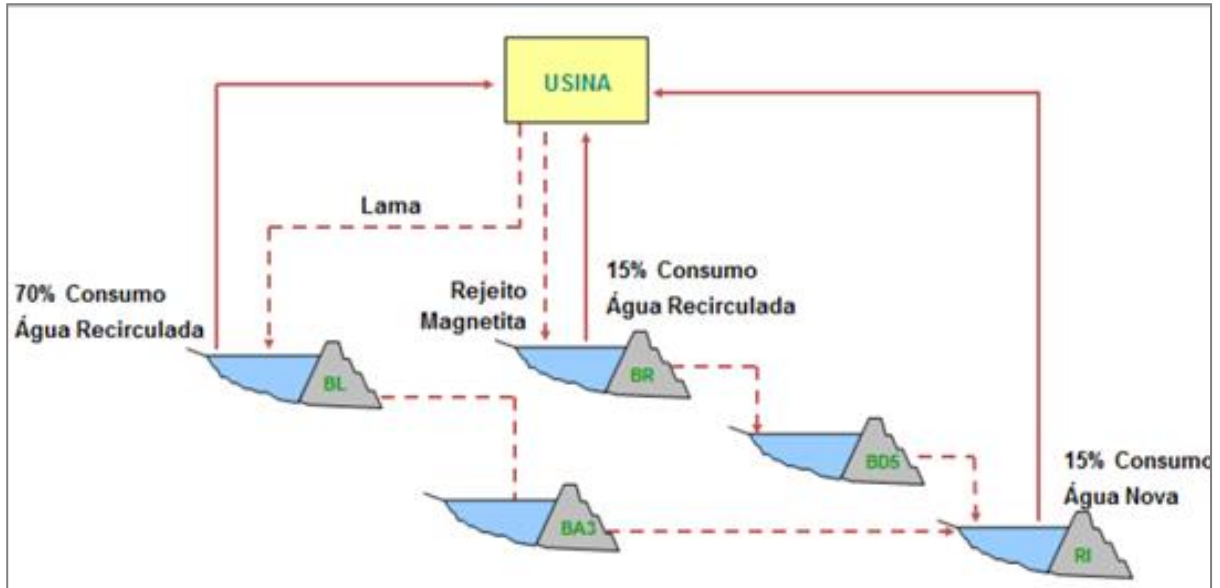 USINA
Lama
70% Consumo
Água Recirculada
Rejeito
Magnetita
15% Consumo
Água Recirculada
BL
BR
BD5
15% Consumo
Água Nova
BA3
RI